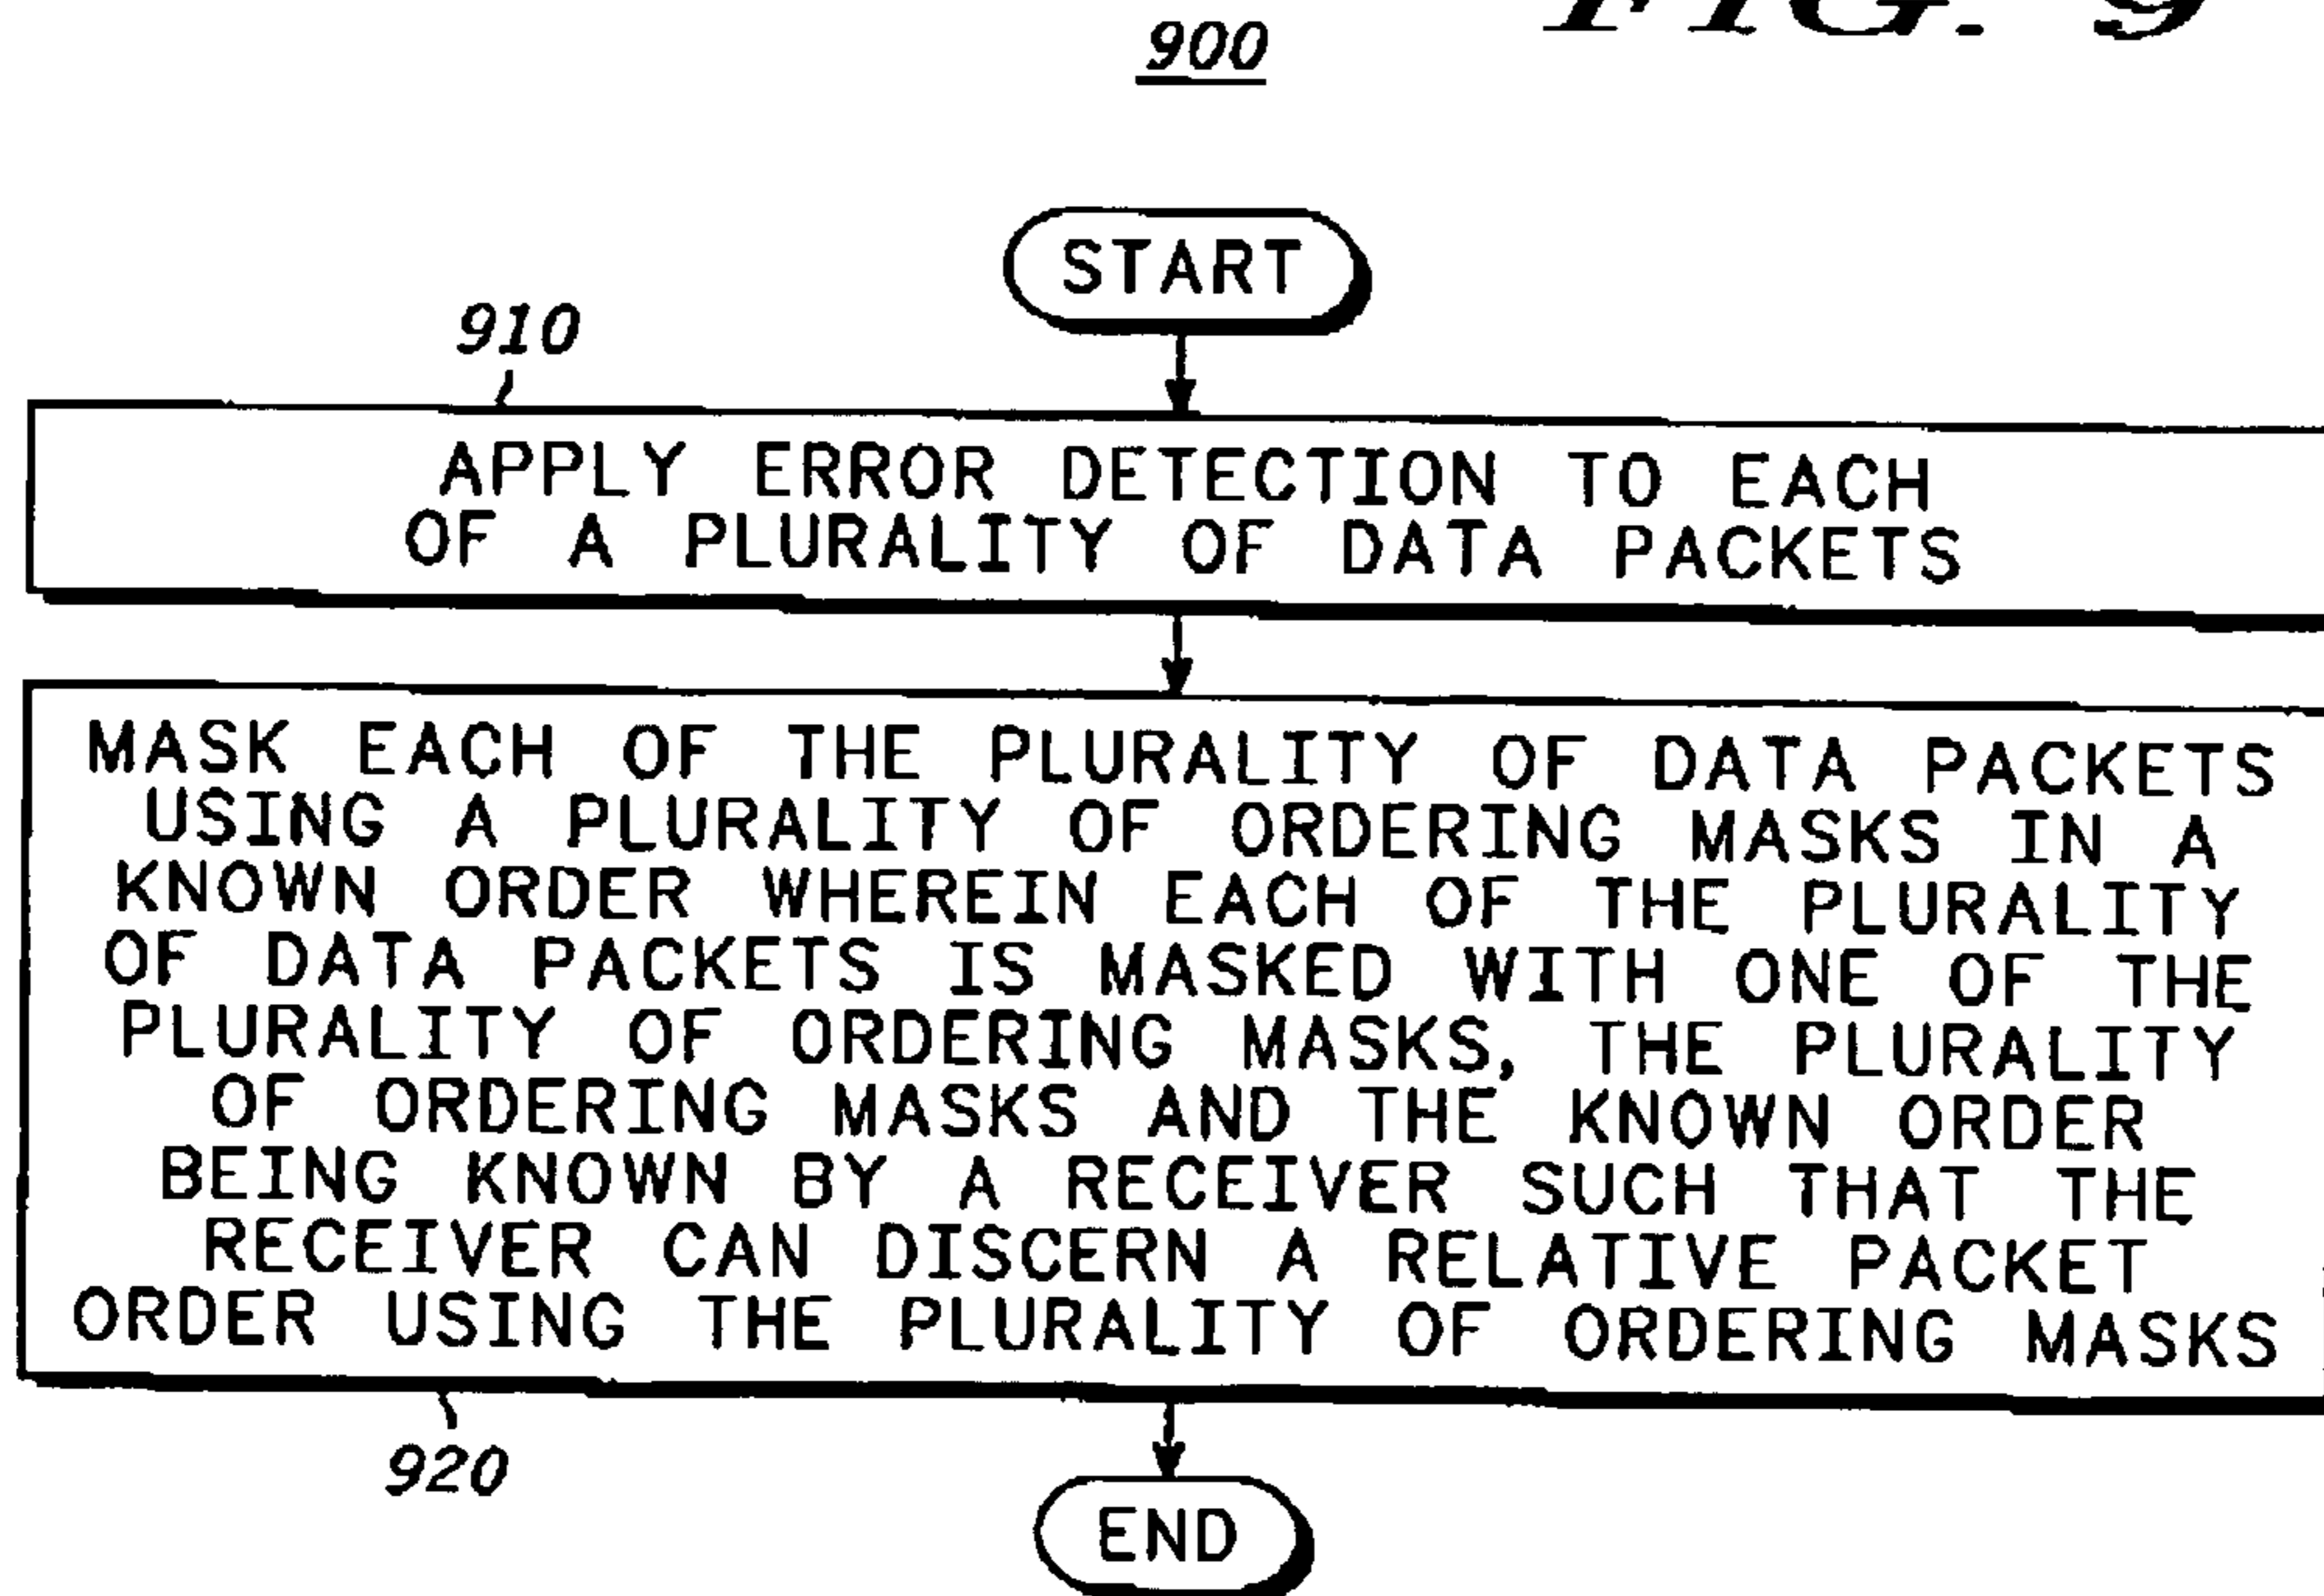 900
FIG. 9
START
910
APPLY ERROR DETECTION TO EACH
OF A PLURALITY OF DATA PACKETS
MASK EACH OF THE PLURALITY OF DATA PACKETS
USING A PLURALITY OF ORDERING MASKS IN A
KNOWN ORDER WHEREIN EACH OF THE PLURALITY
OF DATA PACKETS IS MASKED WITH ONE OF THE
PLURALITY OF ORDERING MASKS, THE PLURALITY
OF ORDERING MASKS AND THE KNOWN ORDER
BEING KNOWN BY A RECEIVER SUCH THAT THE
RECEIVER CAN DISCERN A RELATIVE PACKET
ORDER USING THE PLURALITY OF ORDERING MASKS
920
END